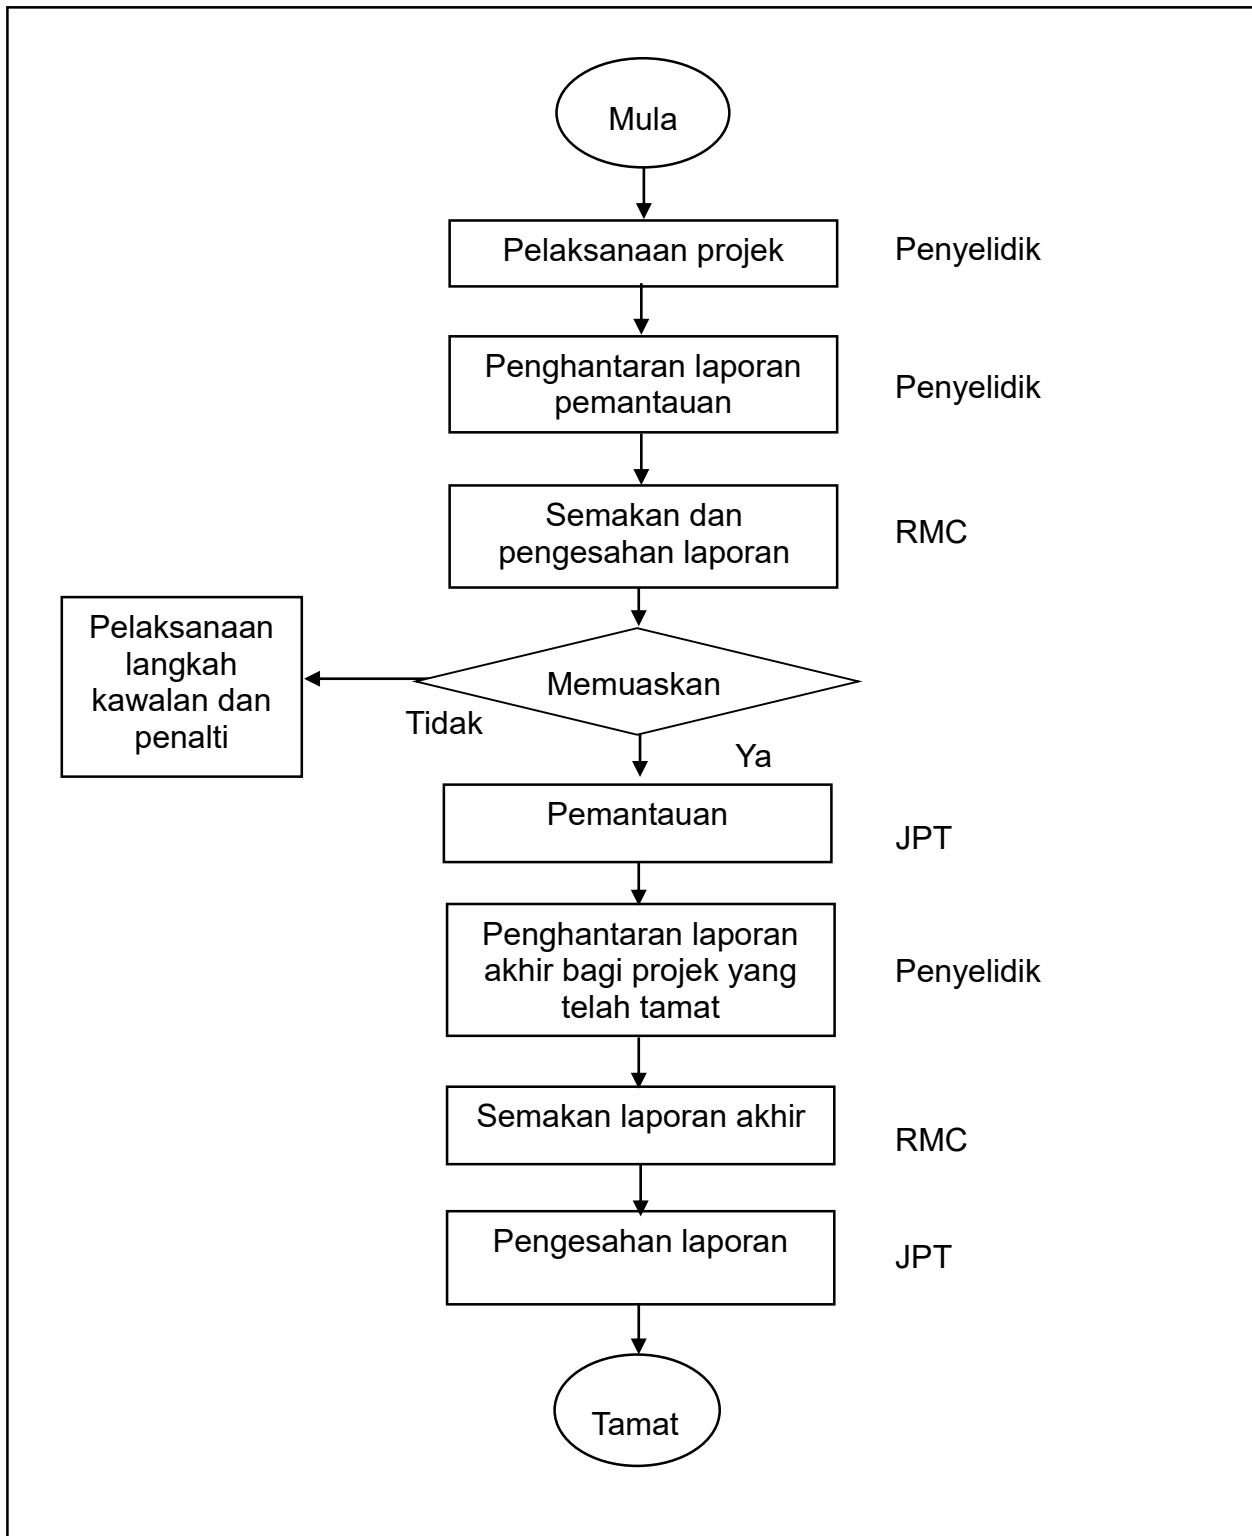 Mula
Pelaksanaan projek
Penyelidik
Penghantaran laporan
pemantauan
Penyelidik
Semakan dan
pengesahan laporan
RMC
Pelaksanaan
langkah
kawalan dan
penalti
Memuaskan
Tidak
Ya
Pemantauan
JPT
Penghantaran laporan
akhir bagi projek yang
telah tamat
Penyelidik
Semakan laporan akhir
RMC
Pengesahan laporan
JPT
Tamat